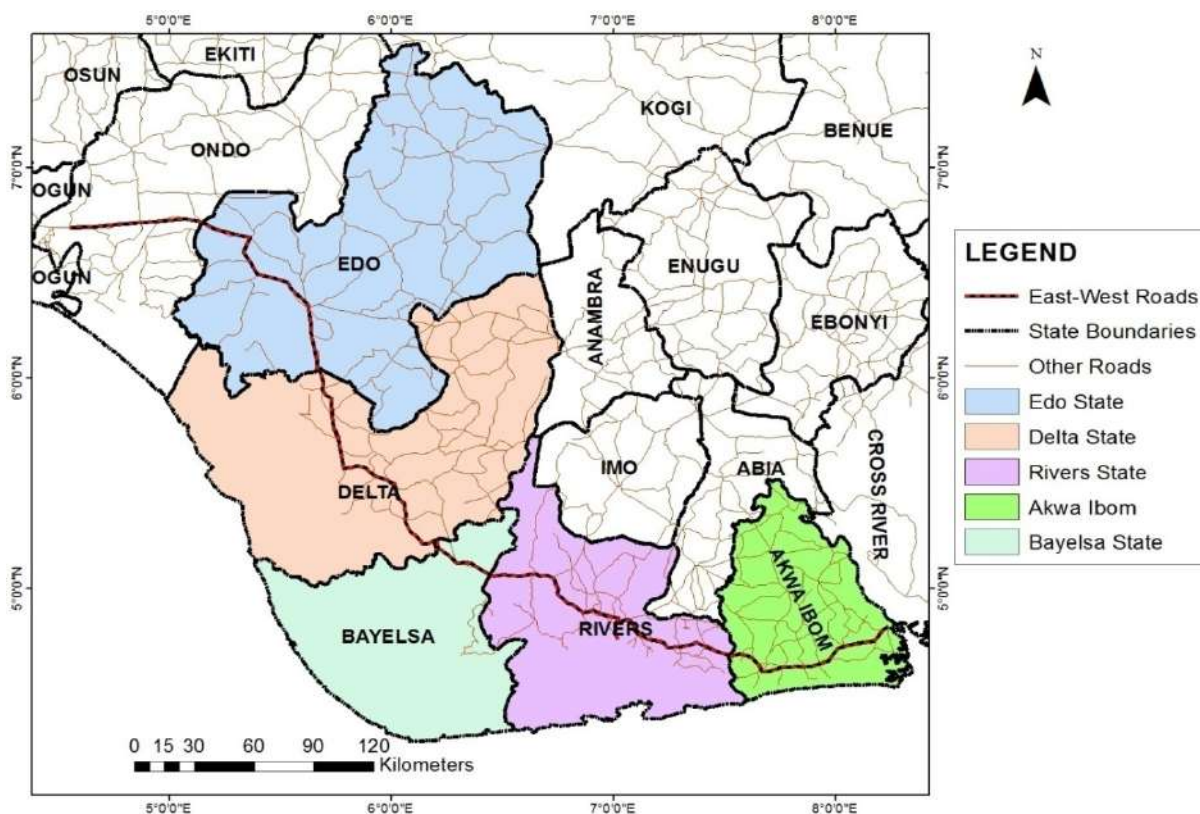 5°0'0"E 6°0'0"E 7°0'0"E 8°0'0"E
EKITI
OSUN
KOGI
BENUE
ONDO
7°0'0"N
OGUN
7°0'0"N
EDO
OGUN
ENUGU
ANAMBRA
EBONYI
6°0'0"N
6°0'0"N
CROSS RIVER
IMO
ABIA
DELTA
AKWA IBOM
5°0'0"N
5°0'0"N
BAYELSA
RIVERS
0 15 30 60 90 120
Kilometers
5°0'0"E 6°0'0"E 7°0'0"E 8°0'0"E
N
LEGEND
East-West Roads
State Boundaries
Other Roads
Edo State
Delta State
Rivers State
Akwa Ibom
Bayelsa State